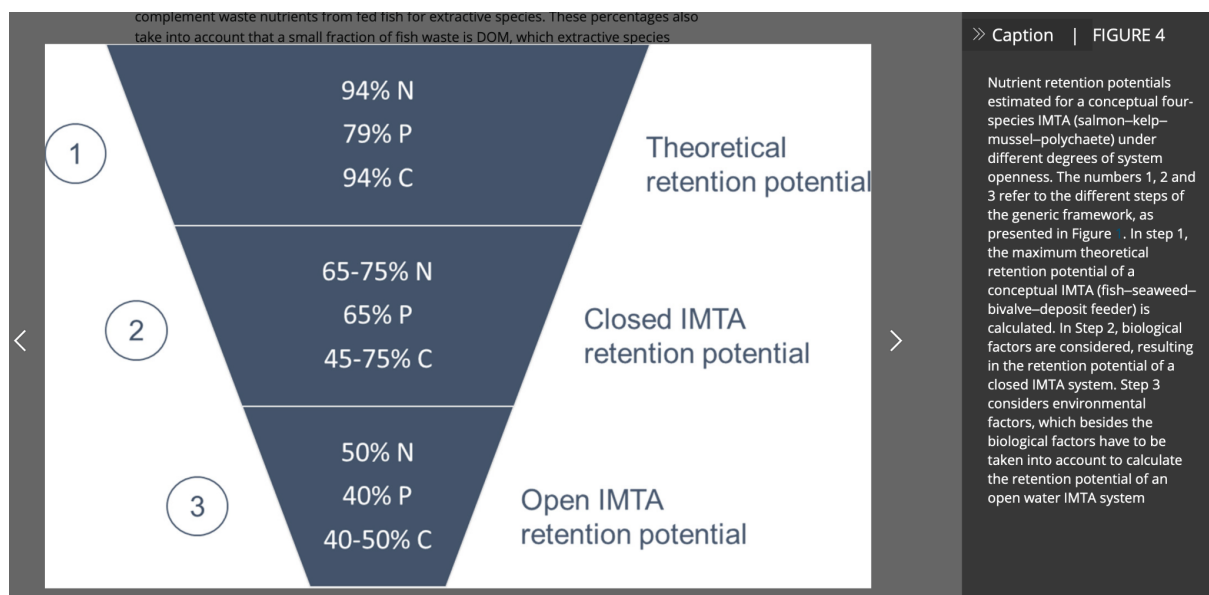 complement waste nutrients from fed fish for extractive species. These percentages also
take into account that a small fraction of fish waste is DOM, which extractive species
1
94% N
79% P
94% C
Theoretical
retention potential
2
65-75% N
65% P
45-75% C
Closed IMTA
retention potential
3
50% N
40% P
40-50% C
Open IMTA
retention potential
Caption | FIGURE 4
Nutrient retention potentials
estimated for a conceptual four-
species IMTA (salmon–kelp–
mussel–polychaete) under
different degrees of system
openness. The numbers 1, 2 and
3 refer to the different steps of
the generic framework, as
presented in Figure . In step 1,
the maximum theoretical
retention potential of a
conceptual IMTA (fish–seaweed–
bivalve–deposit feeder) is
calculated. In Step 2, biological
factors are considered, resulting
in the retention potential of a
closed IMTA system. Step 3
considers environmental
factors, which besides the
biological factors have to be
taken into account to calculate
the retention potential of an
open water IMTA system